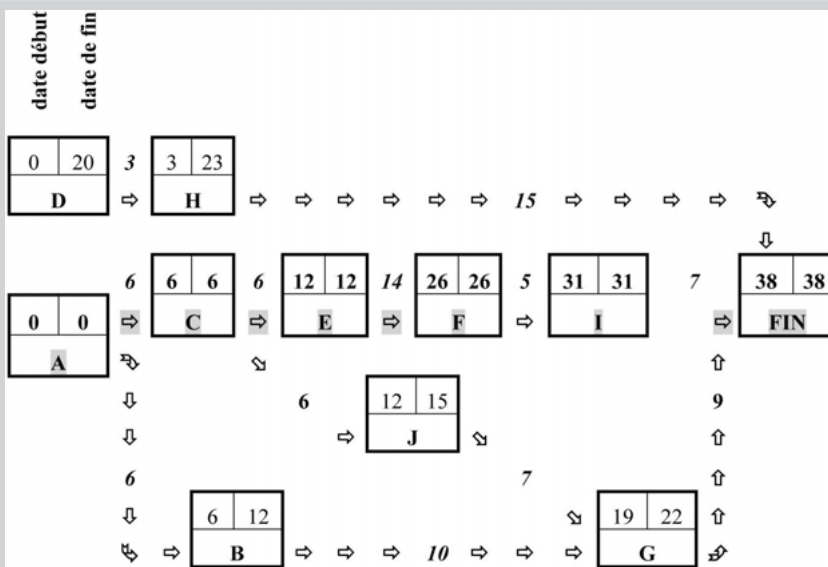 date début
date de fin
0 20 3 3 23
D H 15
6 6 6 6 12 12 14 26 26 5 31 31 7 38 38
0 0 C E F I FIN
A
6 12 15 9
J
6 7
6 12 19 22
B 10 G